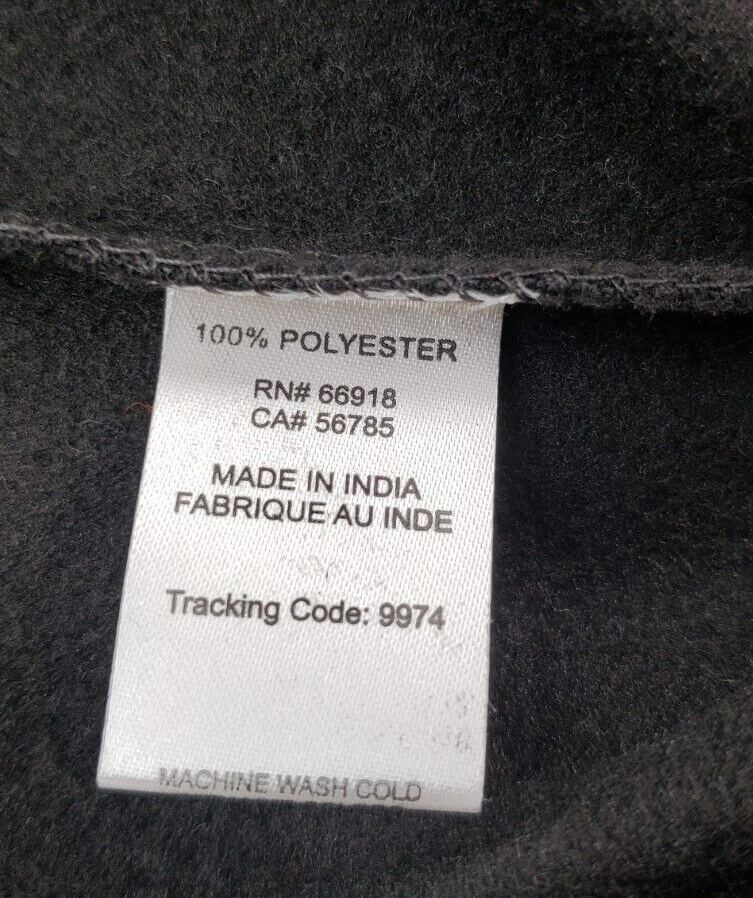 100% POLYESTER
RN# 66918
CA# 56785
MADE IN INDIA
FABRIQUE AU INDE
Tracking Code: 9974
MACHINE WASH COLD